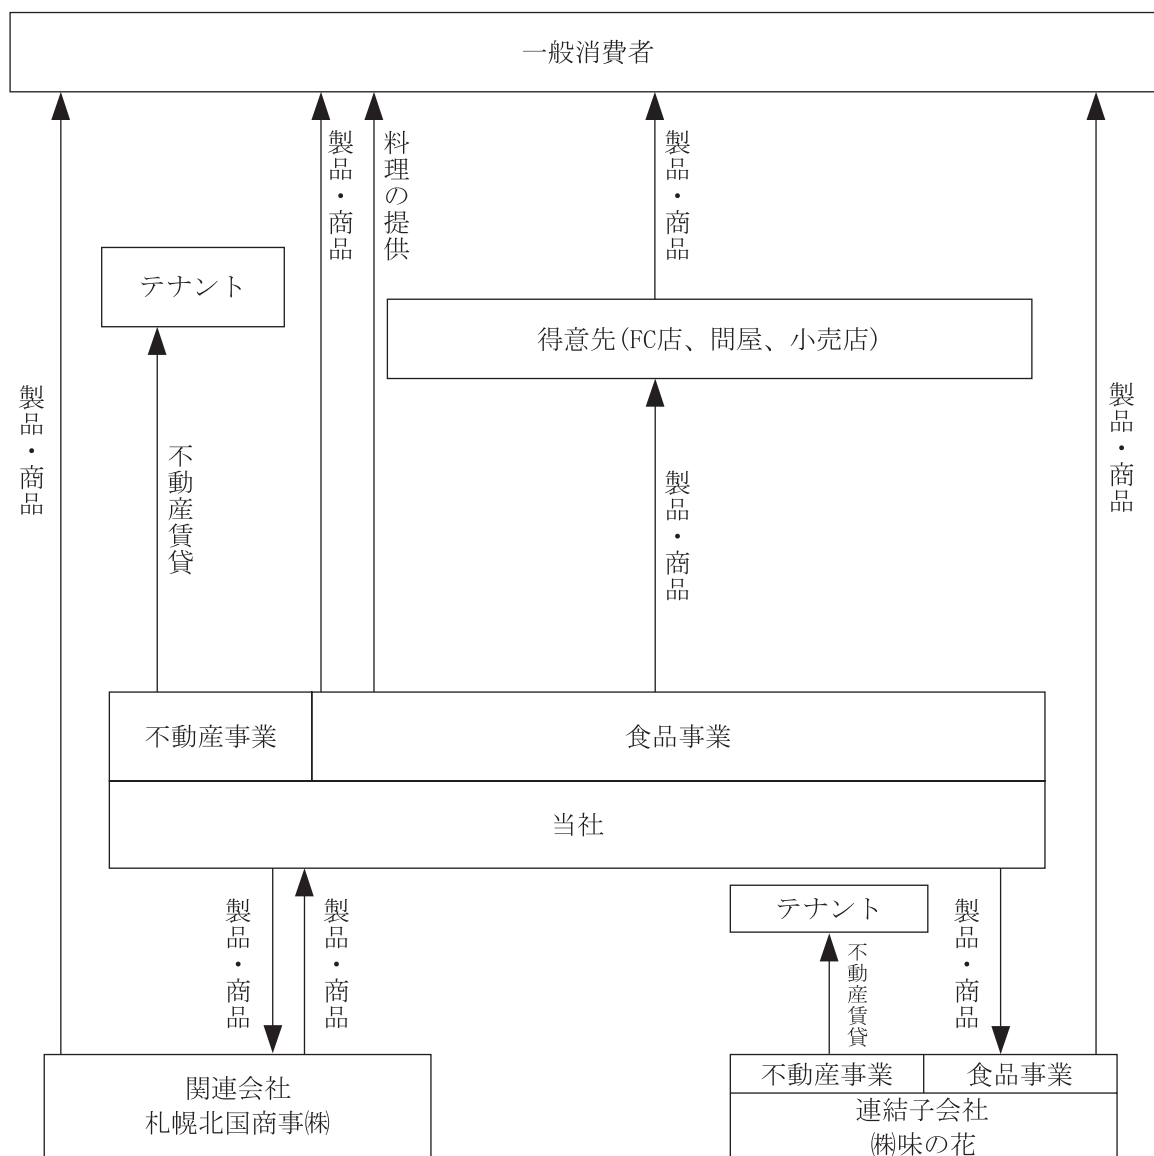 一般消費者
製品・商品
料理の提供
製品・商品
テナント
得意先(FC店、問屋、小売店)
製品・商品
製品・商品
不動産賃貸
製品・商品
不動産事業
食品事業
当社
製品・商品
製品・商品
テナント
製品・商品
不動産賃貸
関連会社
札幌北国商事㈱
不動産事業
食品事業
連結子会社
㈱味の花